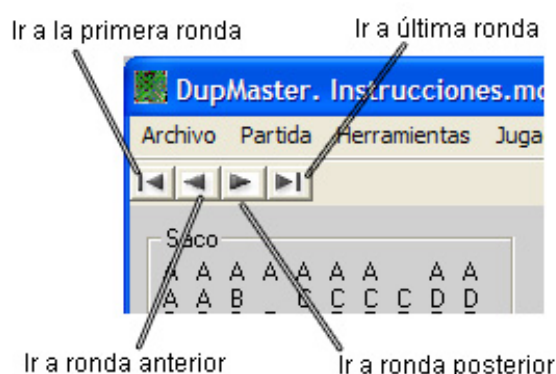 Ir a la primera ronda
Ir a última ronda
DupMaster. Instrucciones.mo
Archivo Partida Herramientas Juga
Saco
A A A A A A A A A
A A B C C C C D D
Ir a ronda anterior
Ir a ronda posterior